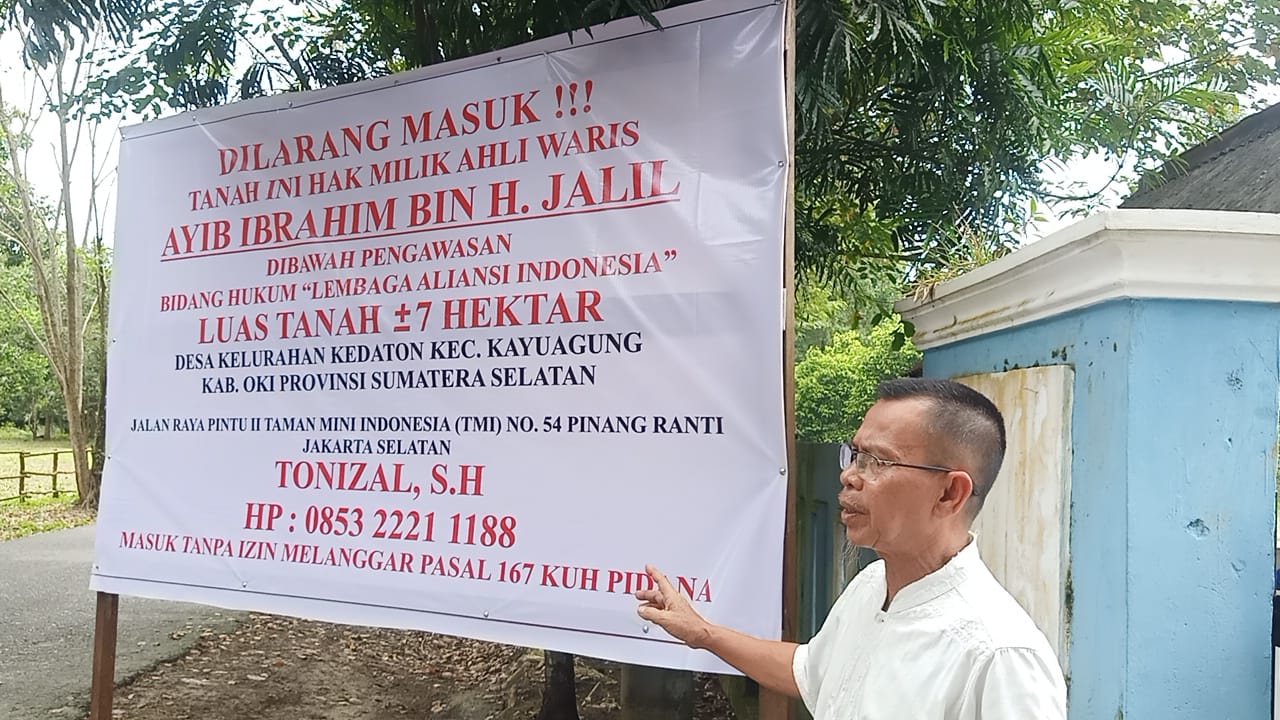 DILARANG MASUK !!!
TANAH INI HAK MILIK AHLI WARIS
AYIB IBRAHIM BIN H. JALIL
DIBAWAH PENGAWASAN
BIDANG HUKUM “LEMBAGA ALIANSI INDONESIA”
LUAS TANAH ±7 HEKTAR
DESA KELURAHAN KEDATON KEC. KAYUAGUNG
KAB. OKI PROVINSI SUMATERA SELATAN
JALAN RAYA PINTU II TAMAN MINI INDONESIA (TMI) NO. 54 PINANG RANTI
JAKARTA SELATAN
TONIZAL, S.H
HP : 0853 2221 1188
MASUK TANPA IZIN MELANGGAR PASAL 167 KUH PIDANA